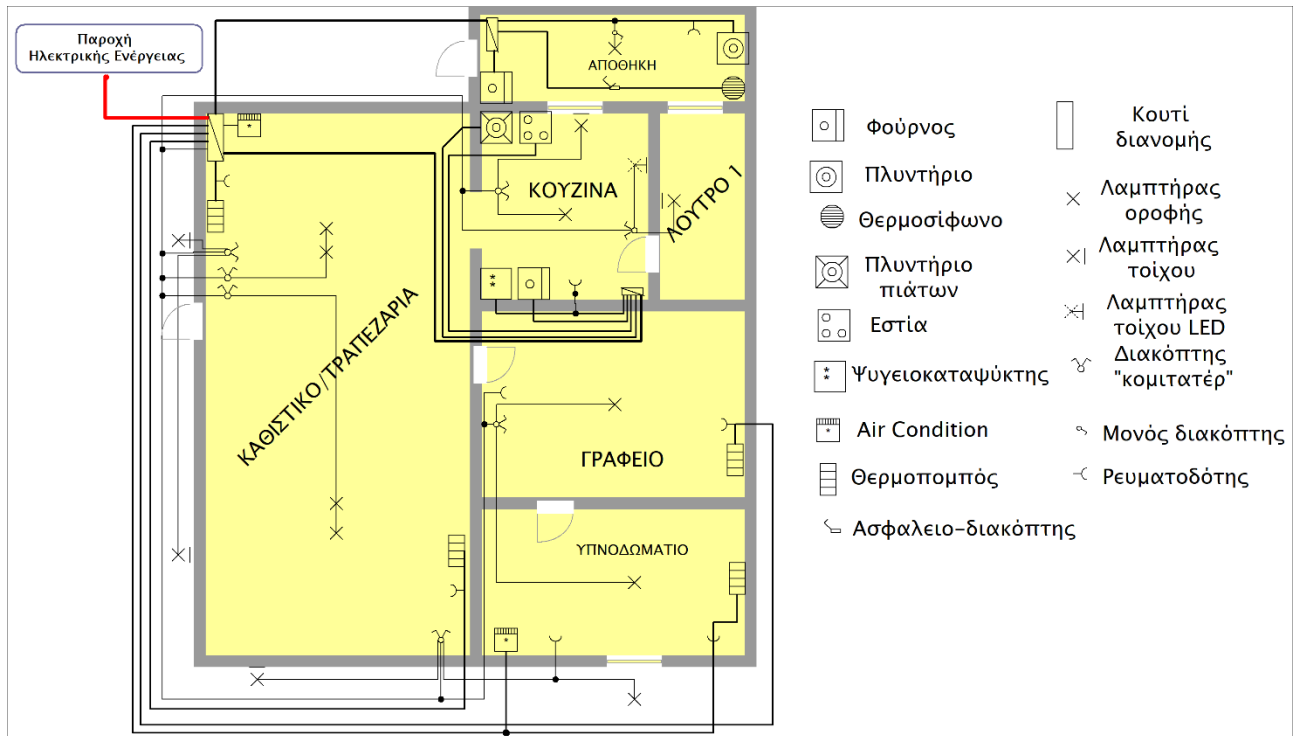 Παροχή
Ηλεκτρικής Ενέργειας
ΑΠΟΘΗΚΗ
ΚΟΥΖΙΝΑ
ΛΟΥΤΡΟ 1
ΚΑΘΙΣΤΙΚΟ/ΤΡΑΠΕΖΑΡΙΑ
ΓΡΑΦΕΙΟ
ΥΠΝΟΔΩΜΑΤΙΟ
Φούρνος
Πλυντήριο
Θερμοσίφωνο
Πλυντήριο
πιάτων
Εστία
Ψυγειοκαταψύκτης
Air Condition
Θερμοπομπός
Ασφαλειο-διακόπτης
Κουτί
διανομής
Λαμπτήρας
οροφής
Λαμπτήρας
τοίχου
Λαμπτήρας
τοίχου LED
Διακόπτης
"κομιτατέρ"
Μονός διακόπτης
Ρευματοδότης